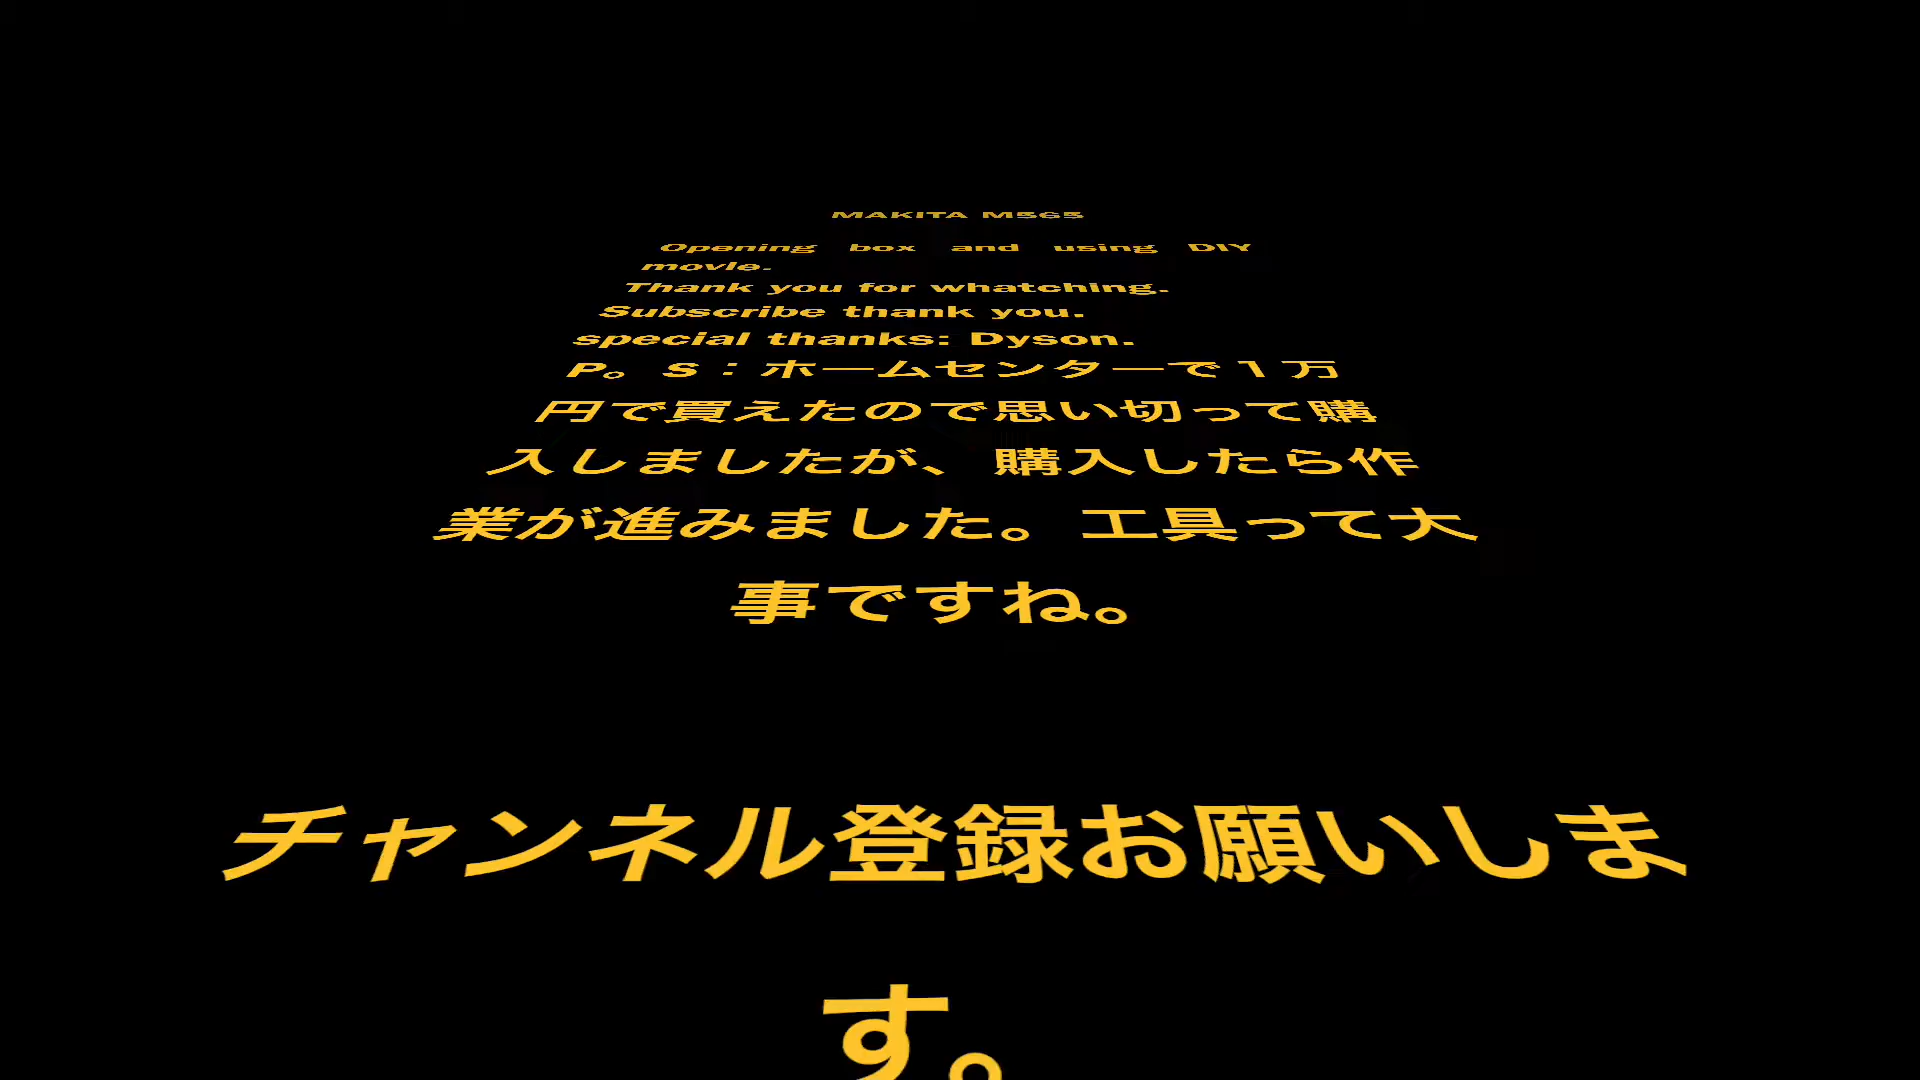 MAKITA M565
Opening box and using DIY
movie.
Thank you for whatching.
Subscribe thank you.
special thanks: Dyson.
P。S：ホームセンターで１万
円で買えたので思い切って購
入しましたが、購入したら作
業が進みました。工具って大
事ですね。
チャンネル登録お願いしま
す。